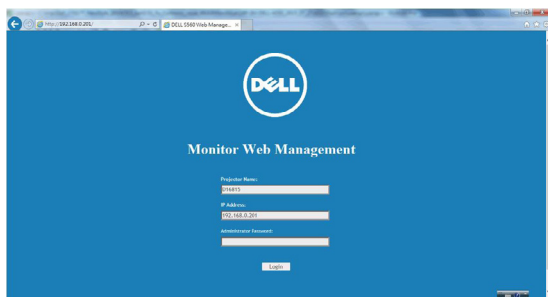 http://192.168.0.201/
DELL S560 Web Manage...
DELL
Monitor Web Management
Projector Name:
D16815
IP Address:
192.168.0.201
Administrator Password:
Login